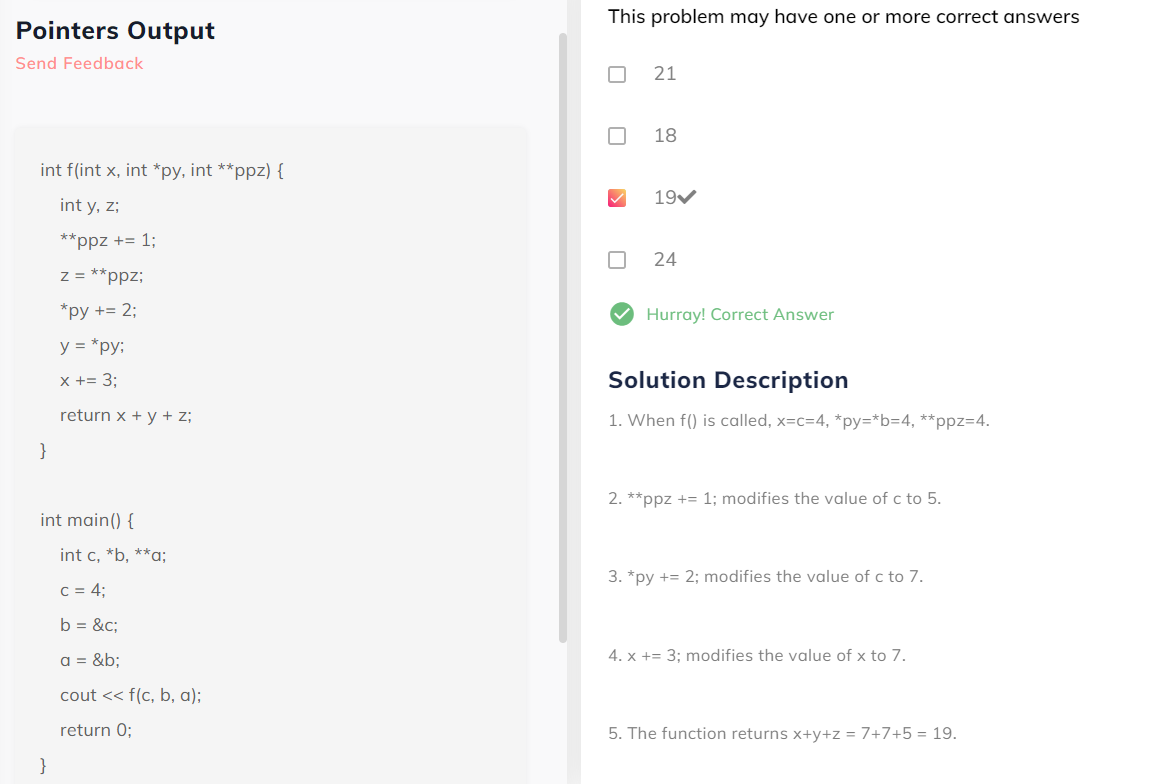 Pointers Output
Send Feedback
int f(int x, int *py, int **ppz) {
int y, z;
**ppz += 1;
z = **ppz;
*py += 2;
y = *py;
x += 3;
return x + y + z;
}
int main() {
int c, *b, **a;
c = 4;
b = &c;
a = &b;
cout << f(c, b, a);
return 0;
}
This problem may have one or more correct answers
21
18
19
24
Hurray! Correct Answer
Solution Description
1. When f() is called, x=c=4, *py=*b=4, **ppz=4.
2. **ppz += 1; modifies the value of c to 5.
3. *py += 2; modifies the value of c to 7.
4. x += 3; modifies the value of x to 7.
5. The function returns x+y+z = 7+7+5 = 19.